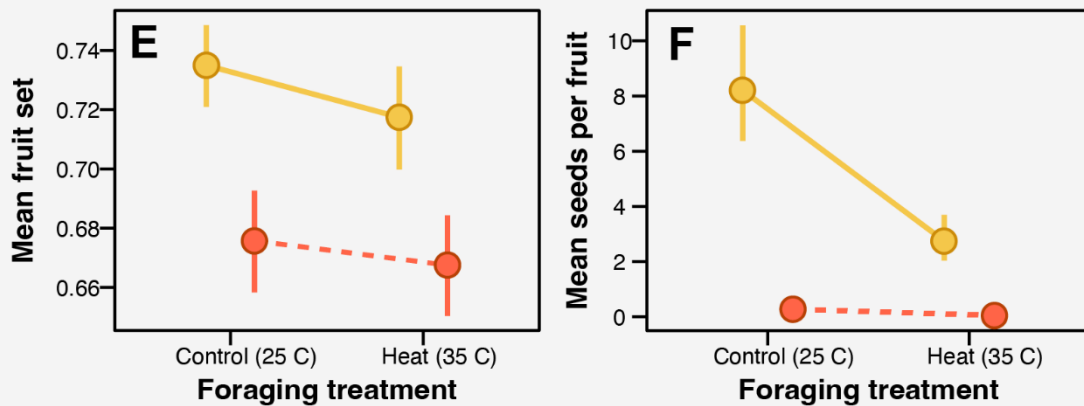 E
Mean fruit set
0.74
0.72
0.70
0.68
0.66
Control (25 C)
Heat (35 C)
Foraging treatment
F
Mean seeds per fruit
10
8
6
4
2
0
Control (25 C)
Heat (35 C)
Foraging treatment